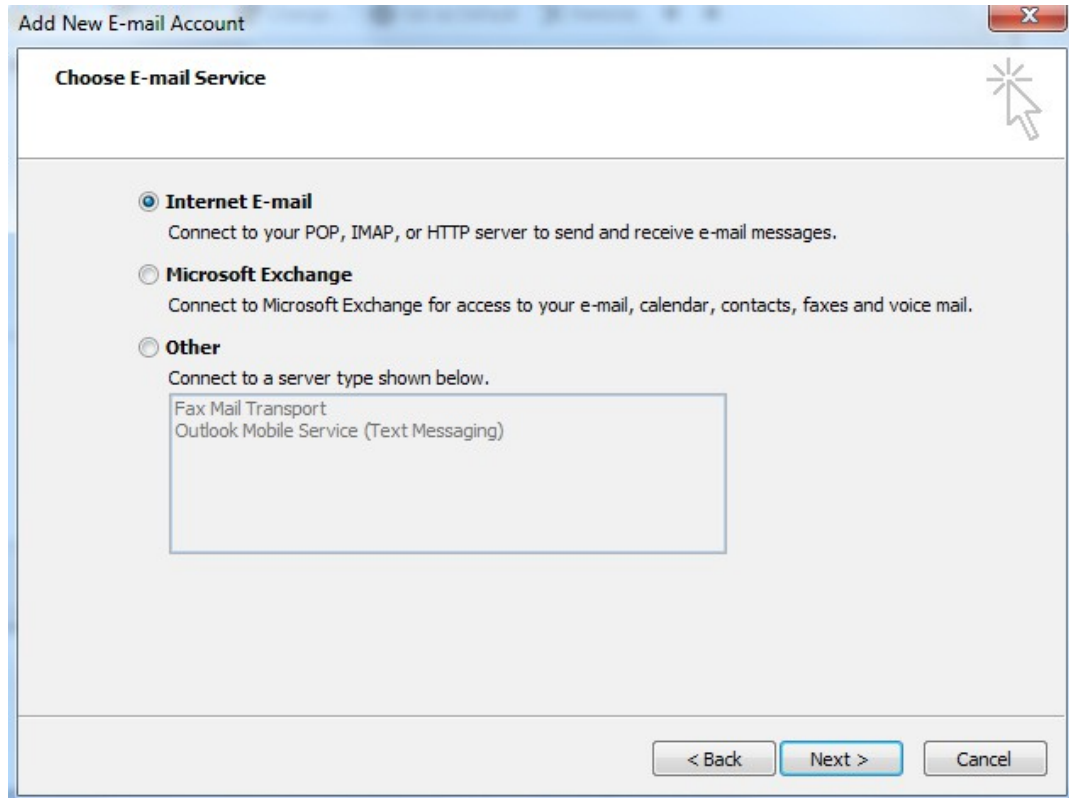 Add New E-mail Account
Choose E-mail Service
Internet E-mail
Connect to your POP, IMAP, or HTTP server to send and receive e-mail messages.
Microsoft Exchange
Connect to Microsoft Exchange for access to your e-mail, calendar, contacts, faxes and voice mail.
Other
Connect to a server type shown below.
Fax Mail Transport
Outlook Mobile Service (Text Messaging)
< Back Next > Cancel